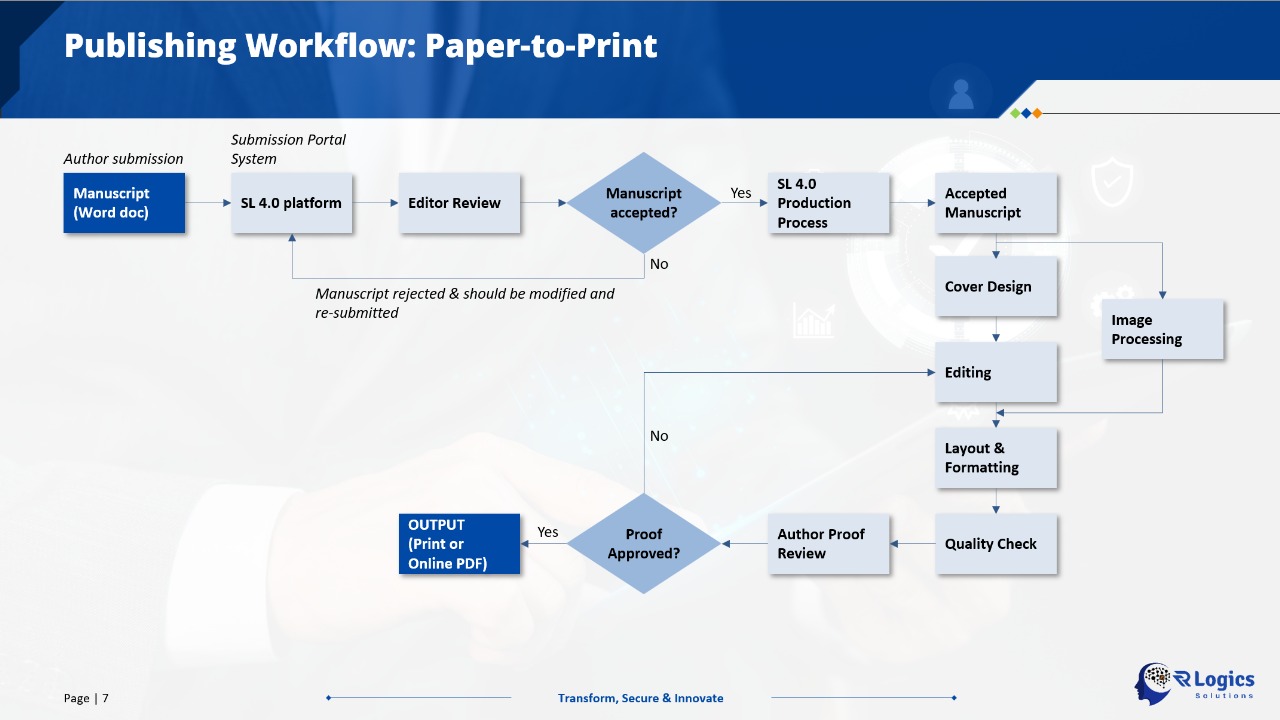 Publishing Workflow: Paper-to-Print
Author submission
Submission Portal
System
Manuscript
(Word doc)
SL 4.0 platform
Editor Review
Manuscript
accepted?
Yes
SL 4.0
Production
Process
Accepted
Manuscript
No
Manuscript rejected & should be modified and
re-submitted
Cover Design
Image
Processing
Editing
No
Layout &
Formatting
OUTPUT
(Print or
Online PDF)
Yes
Proof
Approved?
Author Proof
Review
Quality Check
Page | 7
Transform, Secure & Innovate
R Logics
Solutions